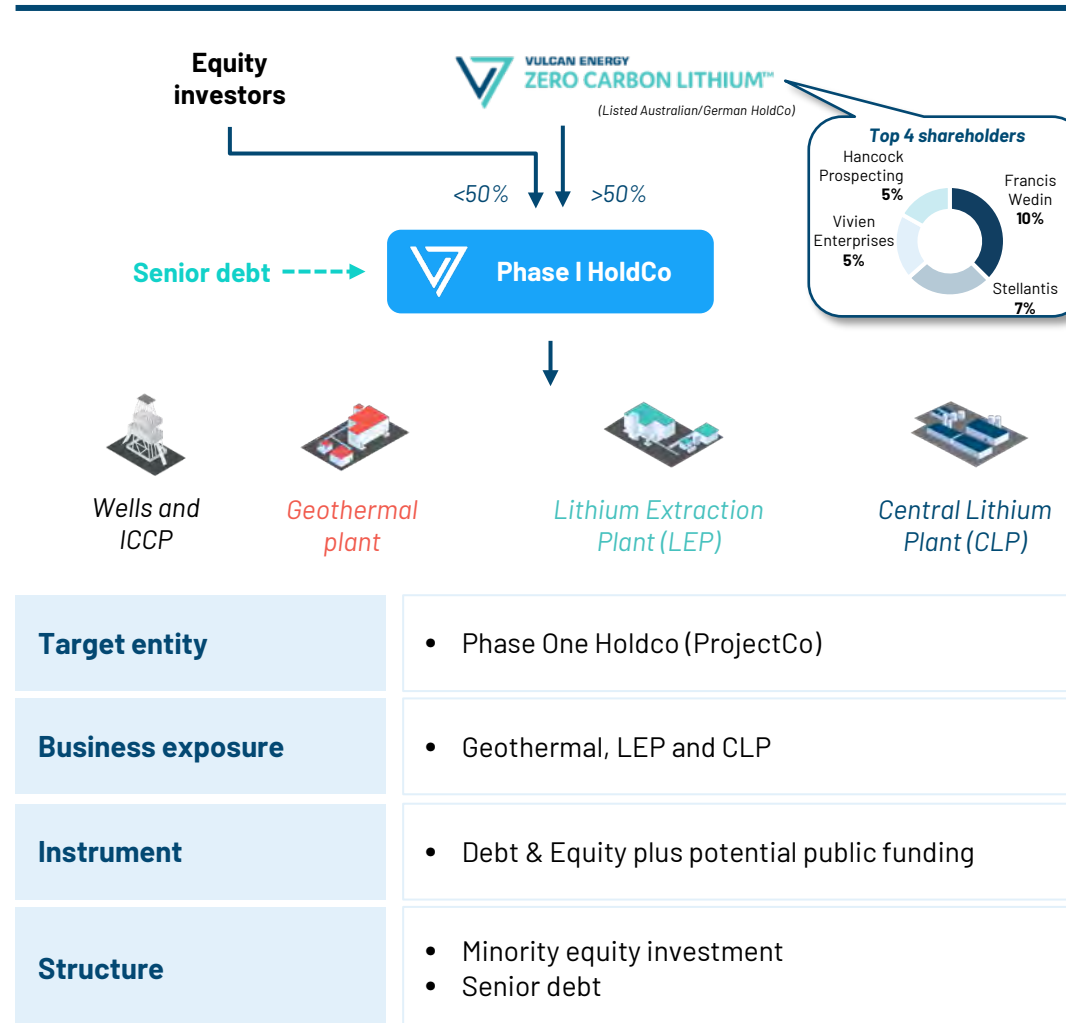 Equity
investors
VULCAN ENERGY
ZERO CARBON LITHIUM™
(Listed Australian/German HoldCo)
Top 4 shareholders
Hancock
Prospecting
5%
Francis
Wedin
10%
Vivien
Enterprises
5%
Stellantis
7%
<50%
>50%
Senior debt
Phase I HoldCo
Wells and
ICCP
Geothermal
plant
Lithium Extraction
Plant (LEP)
Central Lithium
Plant (CLP)
Target entity
• Phase One Holdco (ProjectCo)
Business exposure
• Geothermal, LEP and CLP
Instrument
• Debt & Equity plus potential public funding
Structure
• Minority equity investment
• Senior debt